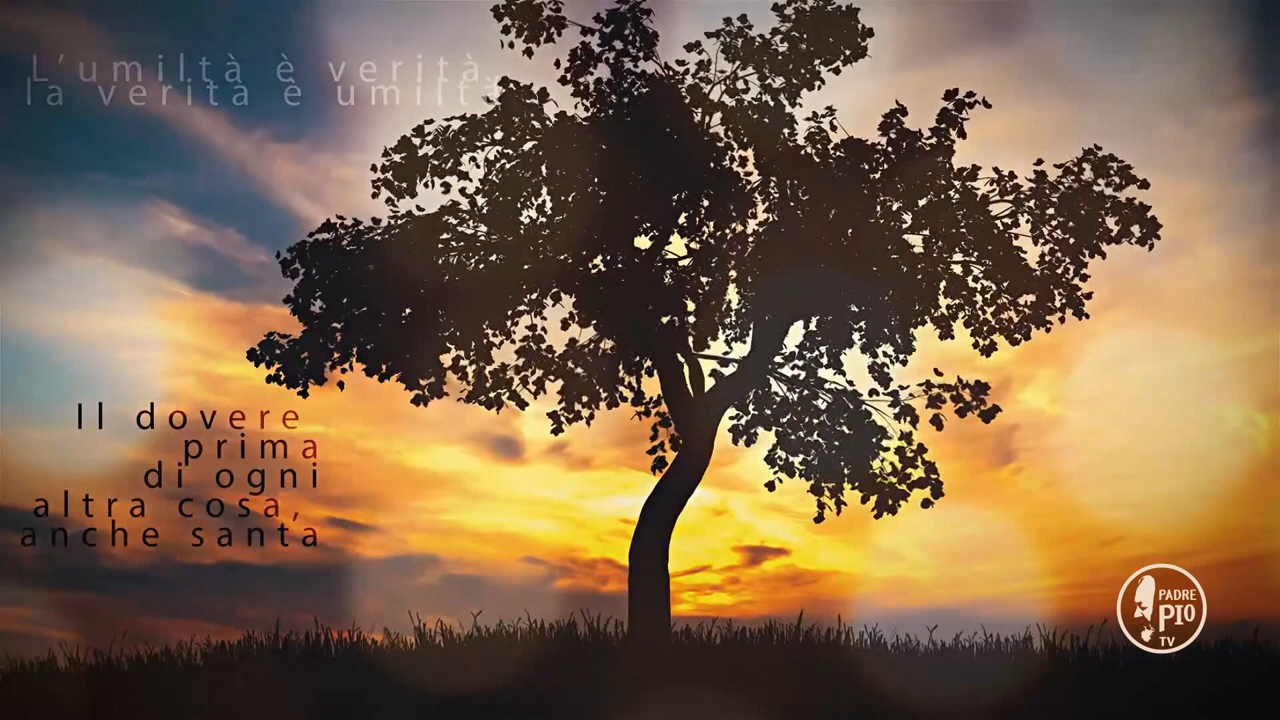 L'umiltà è verità,
la verità è umiltà
Il dovere
prima
di ogni
altra cosa,
anche santa
PADRE
PIO
TV